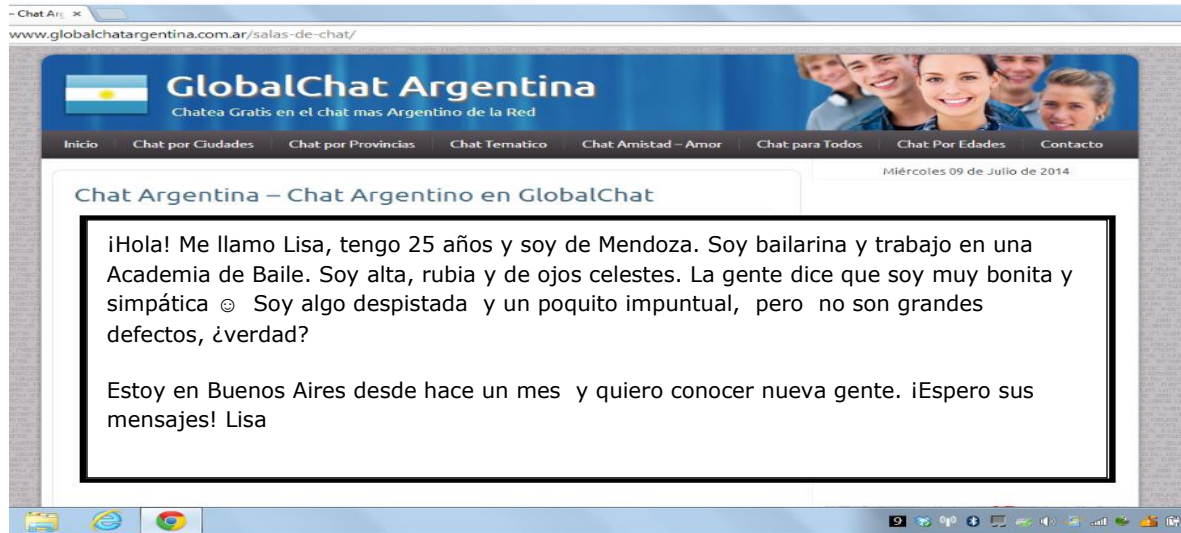 – Chat Arg
www.globalchatargentina.com.ar/salas-de-chat/
GlobalChat Argentina
Chatea Gratis en el chat mas Argentino de la Red
Inicio Chat por Ciudades Chat por Provincias Chat Tematico Chat Amistad – Amor Chat para Todos Chat Por Edades Contacto
Miércoles 09 de Julio de 2014
Chat Argentina – Chat Argentino en GlobalChat
¡Hola! Me llamo Lisa, tengo 25 años y soy de Mendoza. Soy bailarina y trabajo en una
Academia de Baile. Soy alta, rubia y de ojos celestes. La gente dice que soy muy bonita y
simpática ☺ Soy algo despistada y un poquito impuntual, pero no son grandes
defectos, ¿verdad?
Estoy en Buenos Aires desde hace un mes y quiero conocer nueva gente. ¡Espero sus
mensajes! Lisa
9